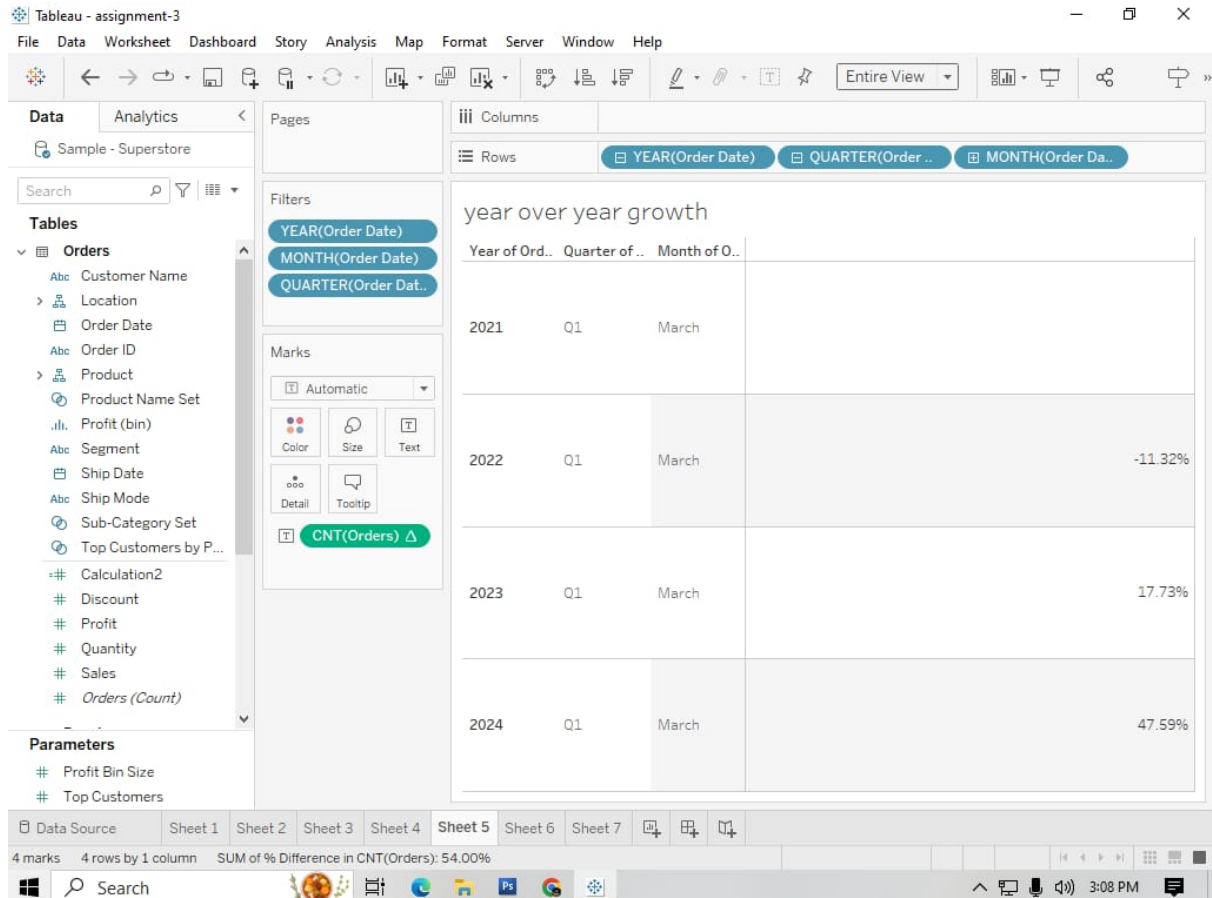 Tableau - assignment-3
File Data Worksheet Dashboard Story Analysis Map Format Server Window Help
Entire View
Data Analytics
Sample - Superstore
Search
Tables
Orders
Abc Customer Name
Location
Order Date
Abc Order ID
Product
Product Name Set
Profit (bin)
Abc Segment
Ship Date
Abc Ship Mode
Sub-Category Set
Top Customers by P...
=# Calculation2
# Discount
# Profit
# Quantity
# Sales
# Orders (Count)
Parameters
# Profit Bin Size
# Top Customers
Pages
Filters
YEAR(Order Date)
MONTH(Order Date)
QUARTER(Order Dat..
Marks
T Automatic
Color Size T Text
Detail Tooltip
T CNT(Orders) Δ
iii Columns
Rows YEAR(Order Date) QUARTER(Order .. MONTH(Order Da..
year over year growth
Year of Ord.. Quarter of .. Month of O..
2021 Q1 March
2022 Q1 March -11.32%
2023 Q1 March 17.73%
2024 Q1 March 47.59%
Data Source Sheet 1 Sheet 2 Sheet 3 Sheet 4 Sheet 5 Sheet 6 Sheet 7
4 marks 4 rows by 1 column SUM of % Difference in CNT(Orders): 54.00%
Search Ps 3:08 PM